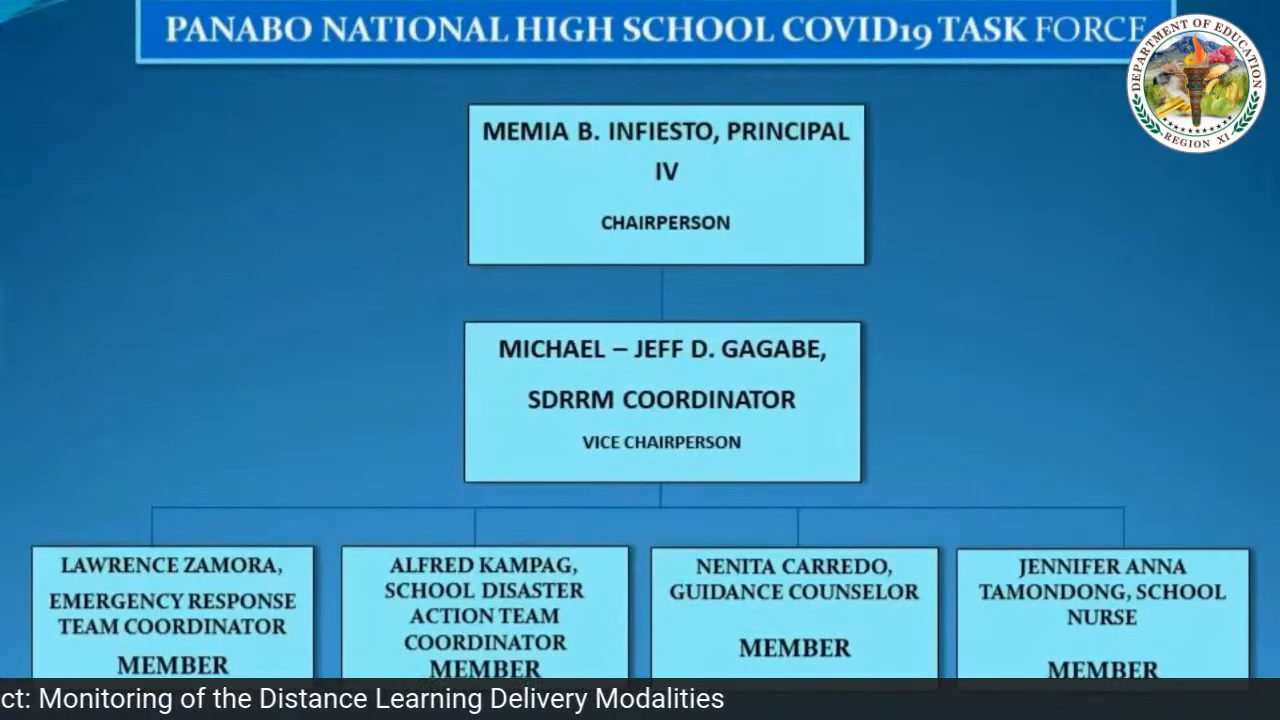 PANABO NATIONAL HIGH SCHOOL COVID19 TASK FORCE
DEPARTMENT OF EDUCATION
REGION XI
MEMIA B. INFIESTO, PRINCIPAL
IV
CHAIRPERSON
MICHAEL – JEFF D. GAGABE,
SDRRM COORDINATOR
VICE CHAIRPERSON
LAWRENCE ZAMORA,
EMERGENCY RESPONSE
TEAM COORDINATOR
MEMBER
ALFRED KAMPAG,
SCHOOL DISASTER
ACTION TEAM
COORDINATOR
MEMBER
NENITA CARREDO,
GUIDANCE COUNSELOR
MEMBER
JENNIFER ANNA
TAMONDONG, SCHOOL
NURSE
MEMBER
ct: Monitoring of the Distance Learning Delivery Modalities